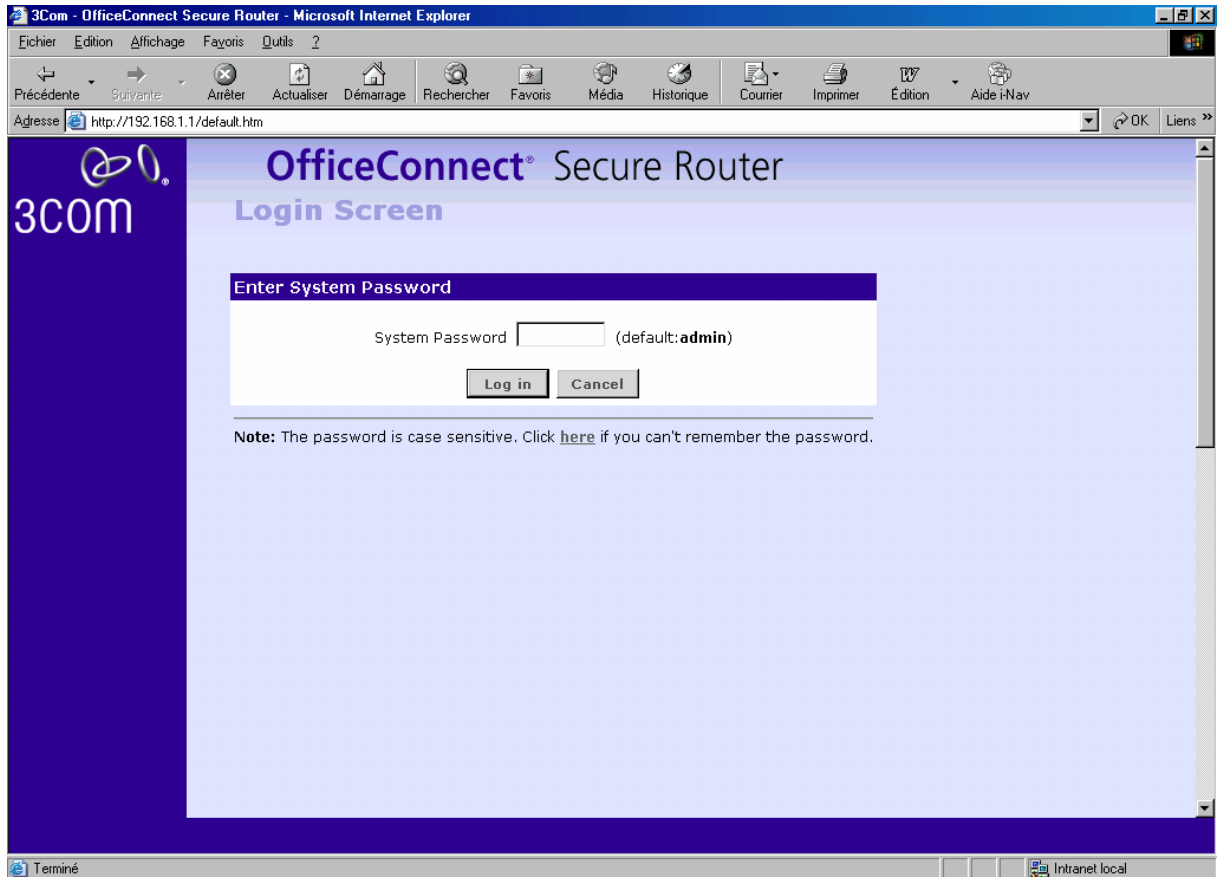 3Com - OfficeConnect Secure Router - Microsoft Internet Explorer
Fichier Edition Affichage Favoris Outils ?
Précédente Suivante Arrêter Actualiser Démarrage Rechercher Favoris Média Historique Courrier Imprimer Édition Aide i-Nav
Adresse http://192.168.1.1/default.htm OK Liens »
3COM
OfficeConnect® Secure Router
Login Screen
Enter System Password
System Password (default:admin)
Log in Cancel
Note: The password is case sensitive. Click here if you can't remember the password.
Terminé Intranet local